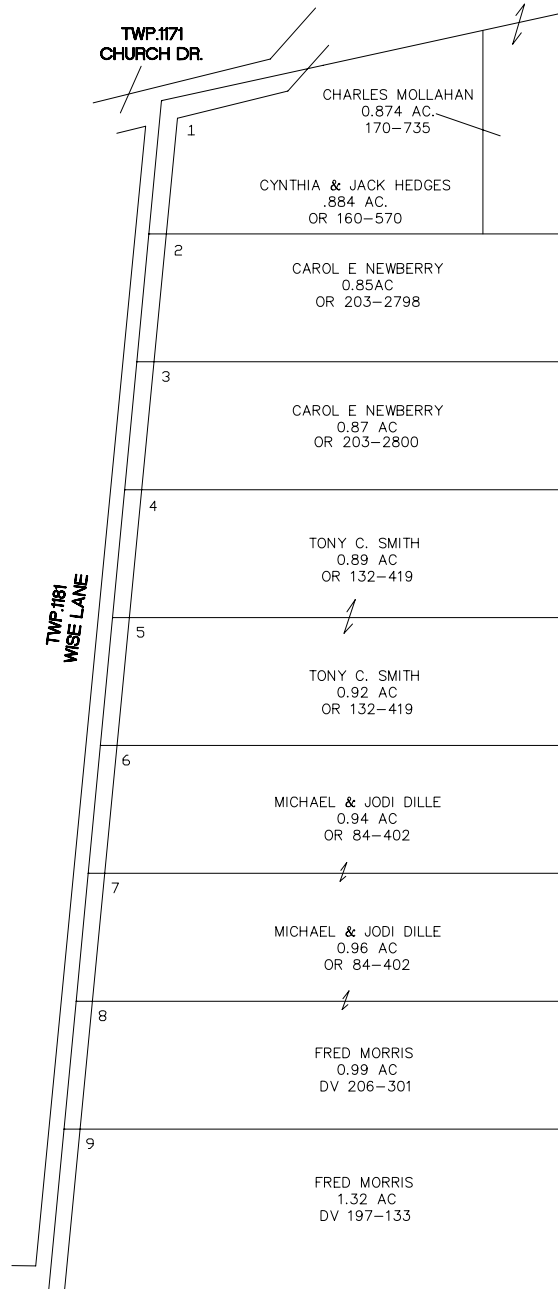 TWP.1171
CHURCH DR.
CHARLES MOLLAHAN
0.874 AC.
170-735
1
CYNTHIA & JACK HEDGES
.884 AC.
OR 160-570
2
CAROL E NEWBERRY
0.85AC
OR 203-2798
3
CAROL E NEWBERRY
0.87 AC
OR 203-2800
4
TONY C. SMITH
0.89 AC
OR 132-419
TWP.1181
WISE LANE
5
TONY C. SMITH
0.92 AC
OR 132-419
6
MICHAEL & JODI DILLE
0.94 AC
OR 84-402
7
MICHAEL & JODI DILLE
0.96 AC
OR 84-402
8
FRED MORRIS
0.99 AC
DV 206-301
9
FRED MORRIS
1.32 AC
DV 197-133